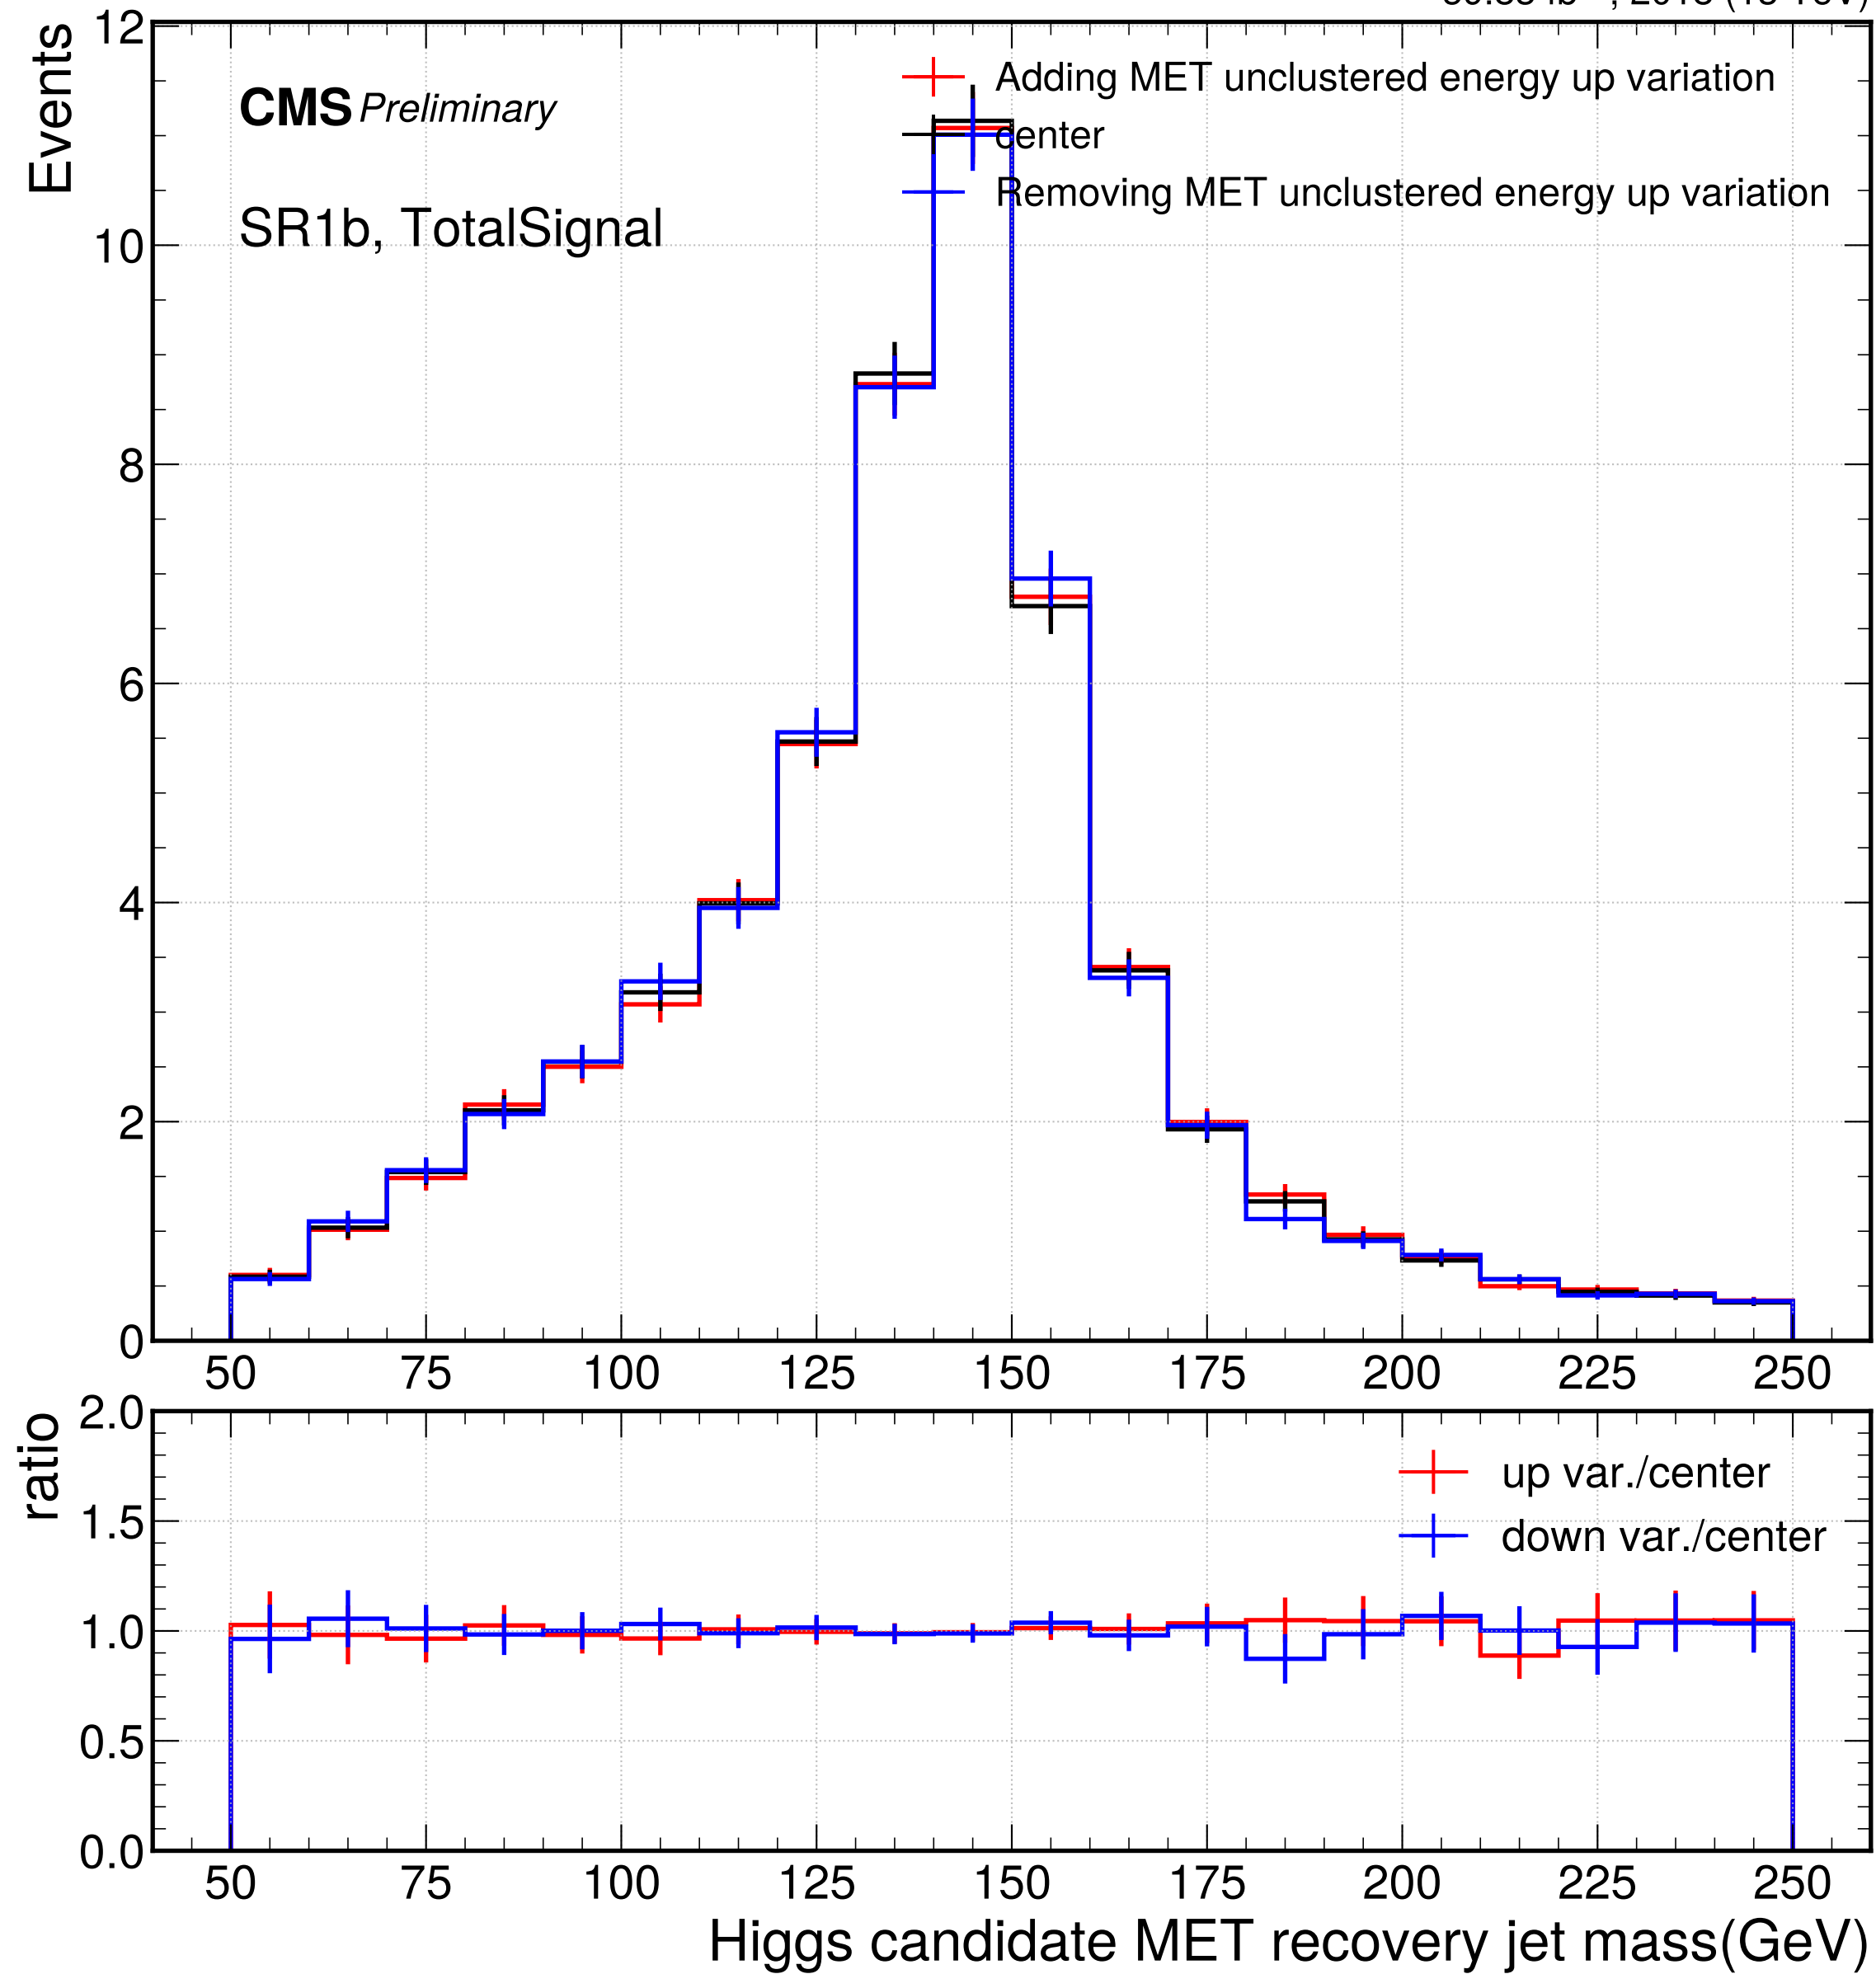 Events
12
10
8
6
4
2
0
CMS Preliminary
SR1b, TotalSignal
Adding MET unclustered energy up variation
center
Removing MET unclustered energy up variation
50 75 100 125 150 175 200 225 250
ratio
2.0
1.5
1.0
0.5
0.0
up var./center
down var./center
50 75 100 125 150 175 200 225 250
Higgs candidate MET recovery jet mass(GeV)